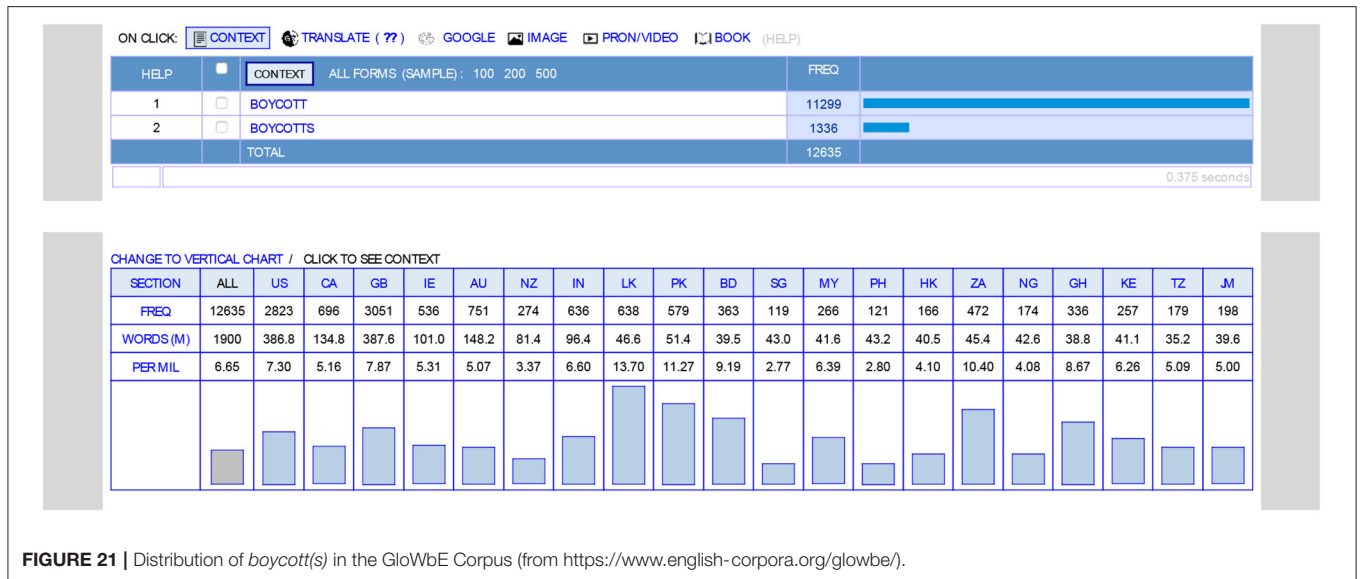 ON CLICK: CONTEXT TRANSLATE ( ?? ) GOOGLE IMAGE PRON/VIDEO BOOK (HELP)
HELP CONTEXT ALL FORMS (SAMPLE): 100 200 500 FREQ
1 BOYCOTT 11299
2 BOYCOTTS 1336
TOTAL 12635
0.375 seconds
CHANGE TO VERTICAL CHART / CLICK TO SEE CONTEXT
SECTION ALL US CA GB IE AU NZ IN LK PK BD SG MY PH HK ZA NG GH KE TZ JM
FREQ 12635 2823 696 3051 536 751 274 636 638 579 363 119 266 121 166 472 174 336 257 179 198
WORDS (M) 1900 386.8 134.8 387.6 101.0 148.2 81.4 96.4 46.6 51.4 39.5 43.0 41.6 43.2 40.5 45.4 42.6 38.8 41.1 35.2 39.6
PER MIL 6.65 7.30 5.16 7.87 5.31 5.07 3.37 6.60 13.70 11.27 9.19 2.77 6.39 2.80 4.10 10.40 4.08 8.67 6.26 5.09 5.00
FIGURE 21 | Distribution of boycott(s) in the GloWbE Corpus (from https://www.english-corpora.org/glowbe/).